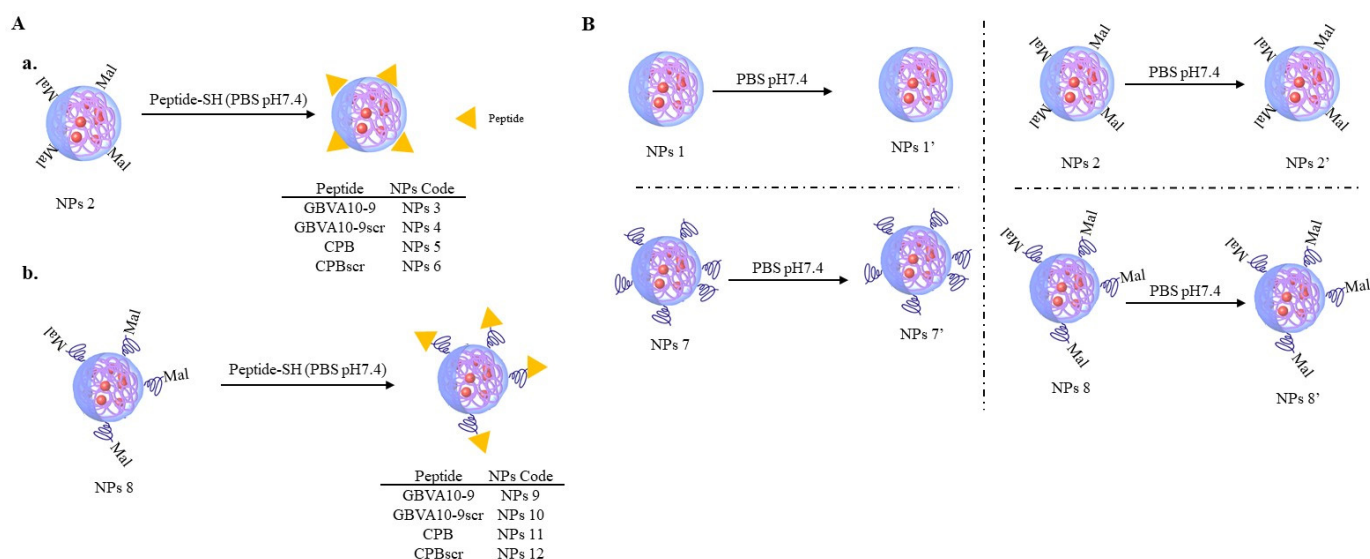 A
a.
Mal
Mal
Mal
Mal
NPs 2
Peptide-SH (PBS pH7.4)
Peptide
Peptide NPs Code
GBVA10-9 NPs 3
GBVA10-9scr NPs 4
CPB NPs 5
CPBscr NPs 6
b.
Mal
Mal
Mal
Mal
NPs 8
Peptide-SH (PBS pH7.4)
Peptide NPs Code
GBVA10-9 NPs 9
GBVA10-9scr NPs 10
CPB NPs 11
CPBscr NPs 12
B
NPs 1
PBS pH7.4
NPs 1’
Mal
Mal
Mal
Mal
NPs 2
PBS pH7.4
Mal
Mal
Mal
Mal
NPs 2’
NPs 7
PBS pH7.4
NPs 7’
Mal
Mal
Mal
Mal
NPs 8
PBS pH7.4
Mal
Mal
Mal
Mal
NPs 8’